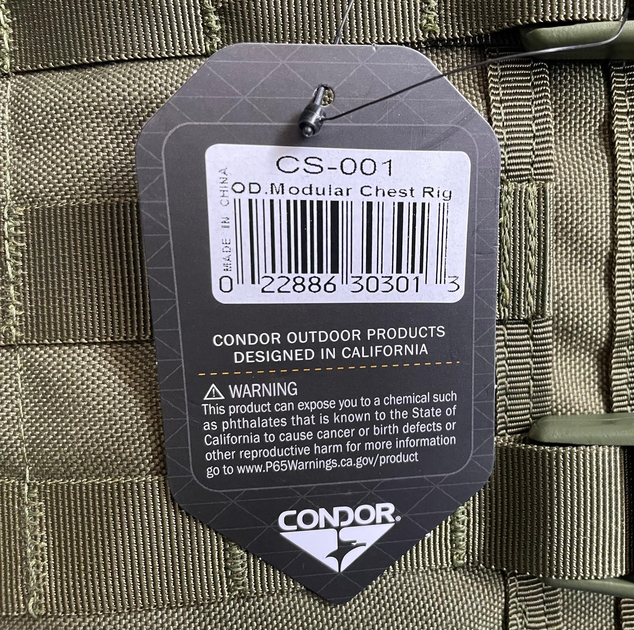 CS-001
OD.Modular Chest Rig
MADE IN CHINA
0 22886 30301 3
CONDOR OUTDOOR PRODUCTS
DESIGNED IN CALIFORNIA
⚠ WARNING
This product can expose you to a chemical such
as phthalates that is known to the State of
California to cause cancer or birth defects or
other reproductive harm for more information
go to www.P65Warnings.ca.gov/product
CONDOR®